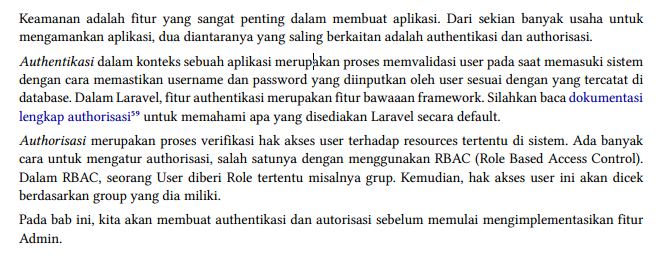 Keamanan adalah fitur yang sangat penting dalam membuat aplikasi. Dari sekian banyak usaha untuk
mengamankan aplikasi, dua diantaranya yang saling berkaitan adalah authentikasi dan authorisasi.
Authentikasi dalam konteks sebuah aplikasi merupakan proses memvalidasi user pada saat memasuki sistem
dengan cara memastikan username dan password yang diinputkan oleh user sesuai dengan yang tercatat di
database. Dalam Laravel, fitur authentikasi merupakan fitur bawaaan framework. Silahkan baca dokumentasi
lengkap authorisasi⁵⁹ untuk memahami apa yang disediakan Laravel secara default.
Authorisasi merupakan proses verifikasi hak akses user terhadap resources tertentu di sistem. Ada banyak
cara untuk mengatur authorisasi, salah satunya dengan menggunakan RBAC (Role Based Access Control).
Dalam RBAC, seorang User diberi Role tertentu misalnya grup. Kemudian, hak akses user ini akan dicek
berdasarkan group yang dia miliki.
Pada bab ini, kita akan membuat authentikasi dan autorisasi sebelum memulai mengimplementasikan fitur
Admin.